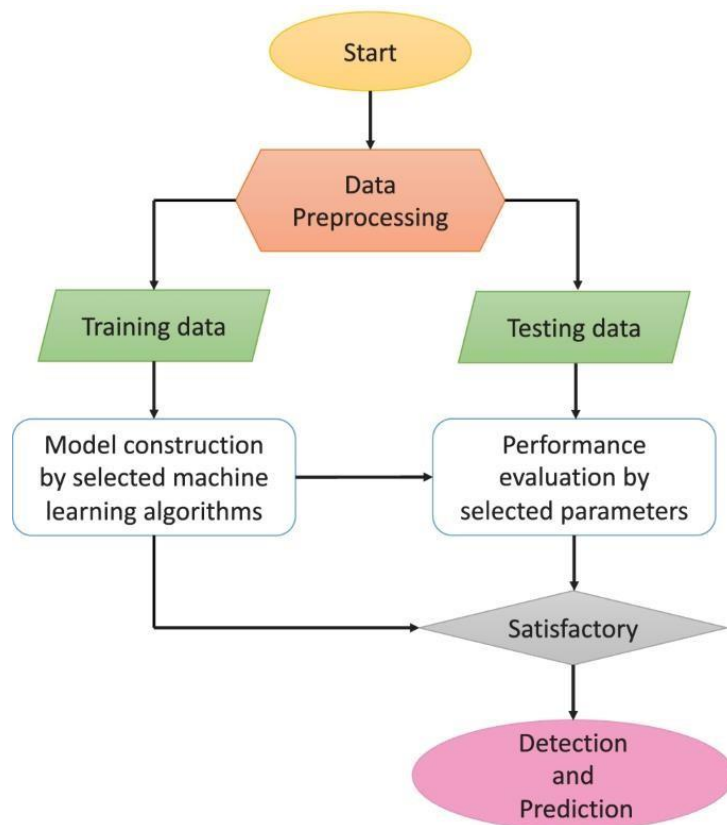 Start
Data
Preprocessing
Training data
Testing data
Model construction
by selected machine
learning algorithms
Performance
evaluation by
selected parameters
Satisfactory
Detection
and
Prediction